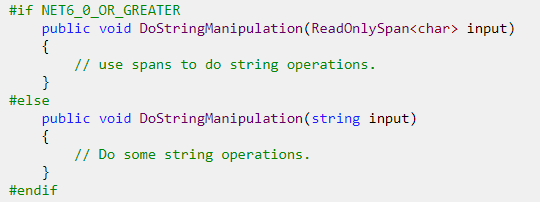 #if NET6_0_OR_GREATER
    public void DoStringManipulation(ReadOnlySpan<char> input)
    {
        // use spans to do string operations.
    }
#else
    public void DoStringManipulation(string input)
    {
        // Do some string operations.
    }
#endif